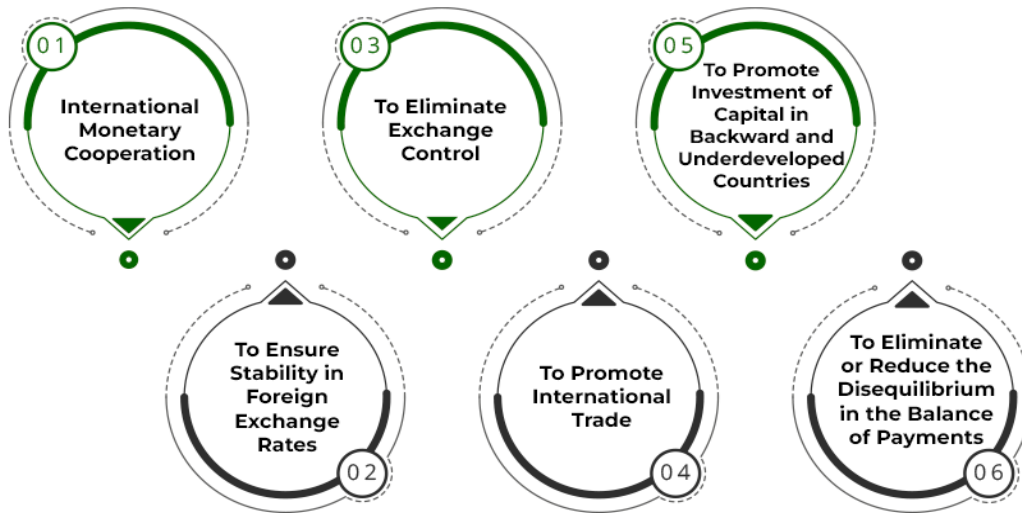 01
International
Monetary
Cooperation
02
To Ensure
Stability in
Foreign
Exchange
Rates
03
To Eliminate
Exchange
Control
04
To Promote
International
Trade
05
To Promote
Investment of
Capital in
Backward and
Underdeveloped
Countries
06
To Eliminate
or Reduce the
Disequilibrium
in the Balance
of Payments